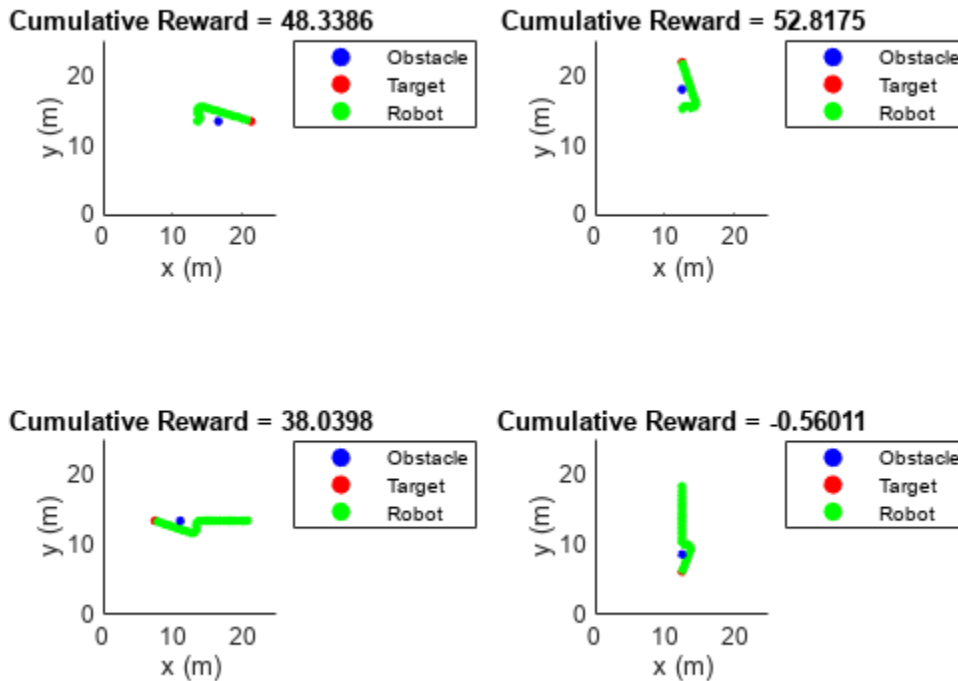 Cumulative Reward = 48.3386
Obstacle
Target
Robot
y (m)
20
10
0
0 10 20
x (m)
Cumulative Reward = 52.8175
Obstacle
Target
Robot
y (m)
20
10
0
0 10 20
x (m)
Cumulative Reward = 38.0398
Obstacle
Target
Robot
y (m)
20
10
0
0 10 20
x (m)
Cumulative Reward = -0.56011
Obstacle
Target
Robot
y (m)
20
10
0
0 10 20
x (m)